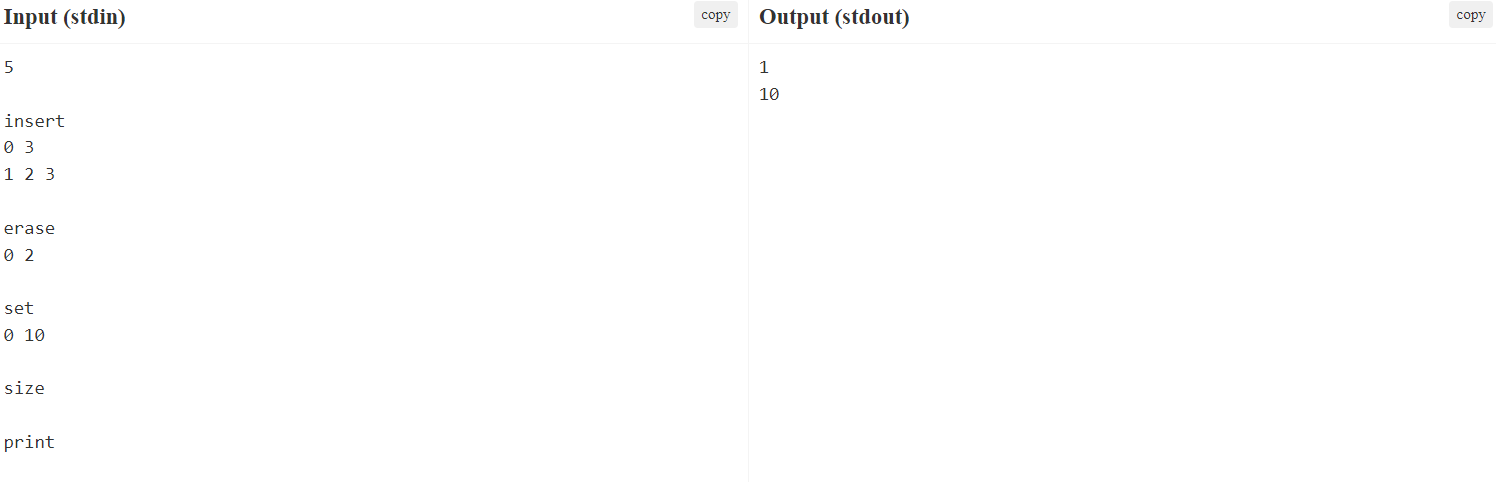 Input (stdin)
copy
5
insert
0 3
1 2 3
erase
0 2
set
0 10
size
print
Output (stdout)
copy
1
10